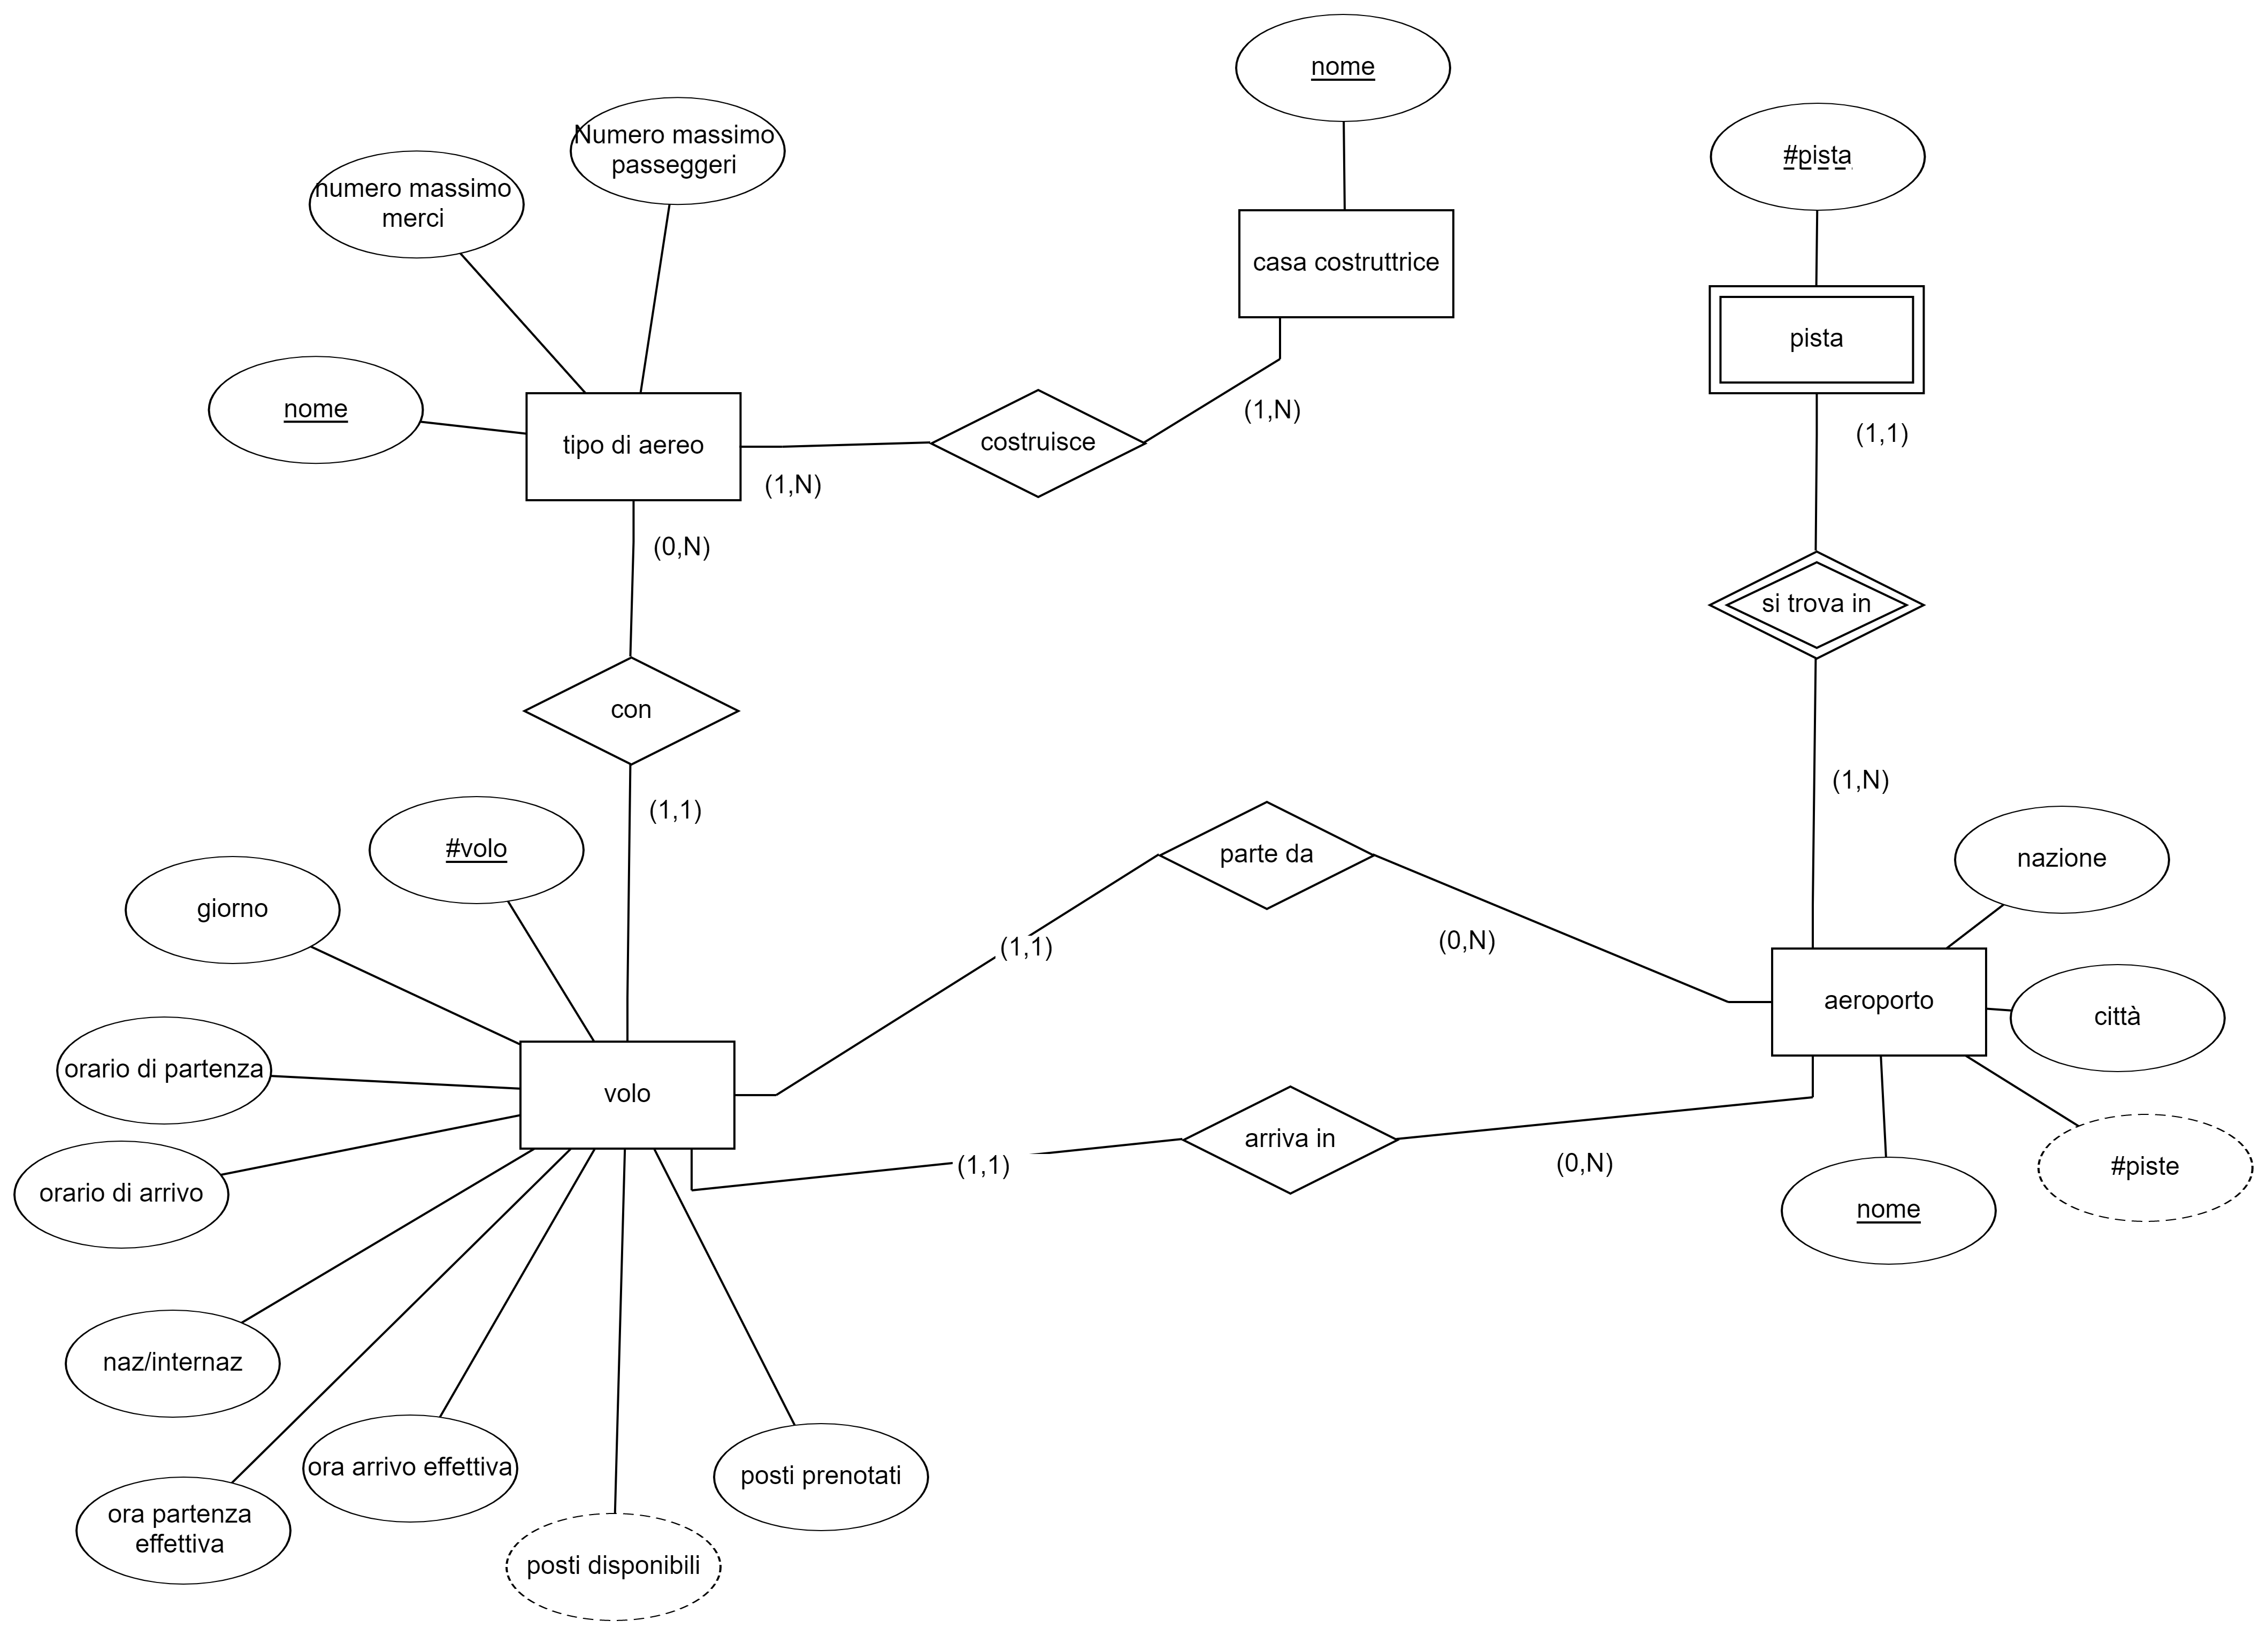 nome
Numero massimo
passeggeri
numero massimo
merci
#pista
casa costruttrice
pista
nome
tipo di aereo
costruisce
(1,N)
(1,1)
(1,N)
(0,N)
si trova in
con
(1,N)
(1,1)
#volo
parte da
nazione
giorno
(1,1)
(0,N)
aeroporto
città
orario di partenza
volo
arriva in
(1,1)
(0,N)
#piste
orario di arrivo
nome
naz/internaz
ora arrivo effettiva
posti prenotati
ora partenza
effettiva
posti disponibili